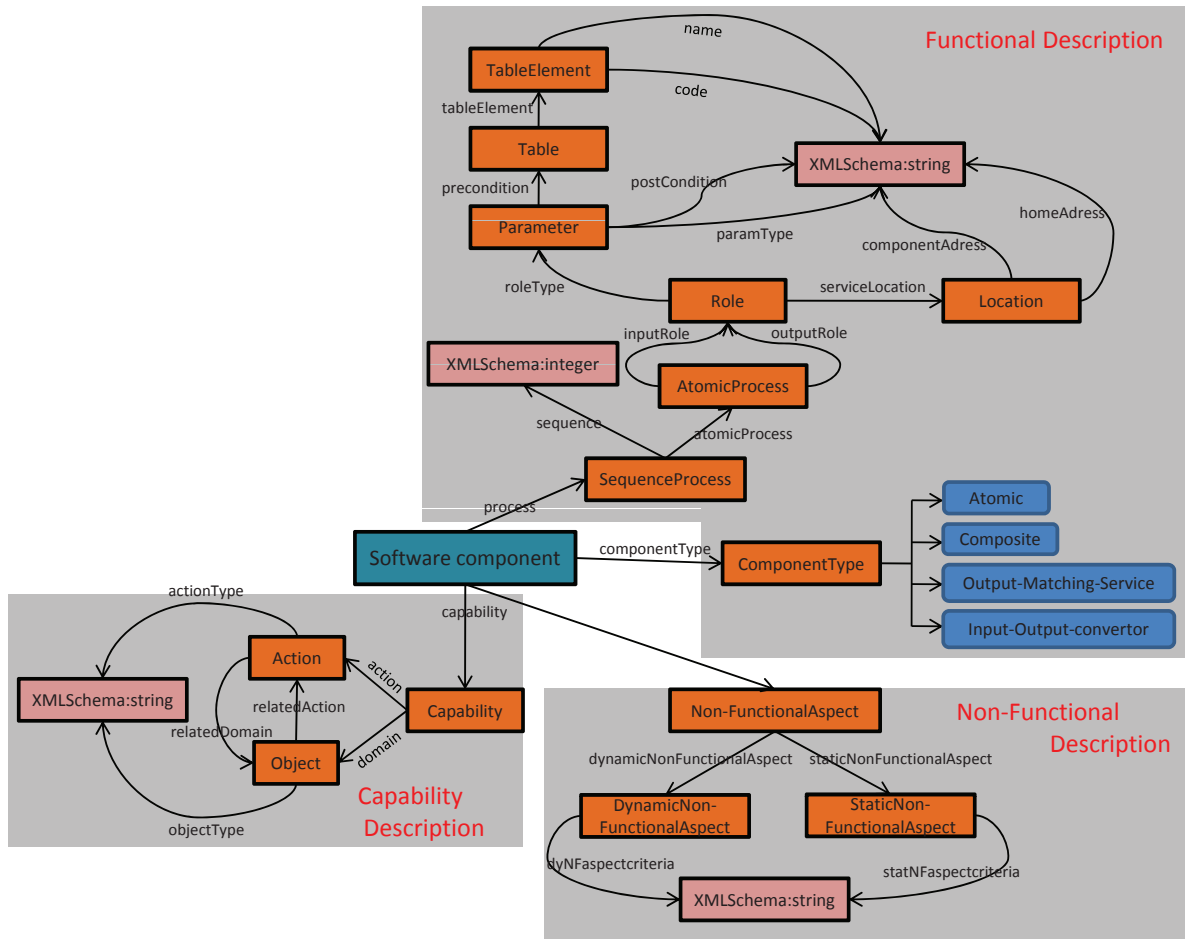 name
Functional Description
TableElement
code
tableElement
Table
XMLSchema:string
precondition
postCondition
homeAdress
Parameter
paramType
componentAdress
roleType
serviceLocation
Role
Location
inputRole
outputRole
XMLSchema:integer
AtomicProcess
sequence
atomicProcess
SequenceProcess
process
Atomic
Composite
Software component
componentType
ComponentType
Output-Matching-Service
Input-Output-convertor
actionType
capability
Action
action
XMLSchema:string
relatedAction
Capability
relatedDomain
domain
Object
objectType
Capability
Description
Non-FunctionalAspect
Non-Functional
Description
dynamicNonFunctionalAspect
staticNonFunctionalAspect
DynamicNon-
FunctionalAspect
StaticNon-
FunctionalAspect
dyNFaspectcriteria
statNFaspectcriteria
XMLSchema:string